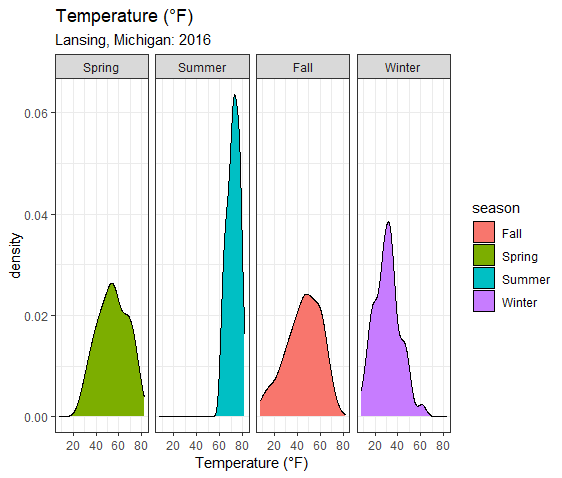 Temperature (°F)
Lansing, Michigan: 2016
Spring Summer Fall Winter
0.06
0.04
0.02
0.00
density
20 40 60 80 20 40 60 80 20 40 60 80 20 40 60 80
Temperature (°F)
season
Fall
Spring
Summer
Winter